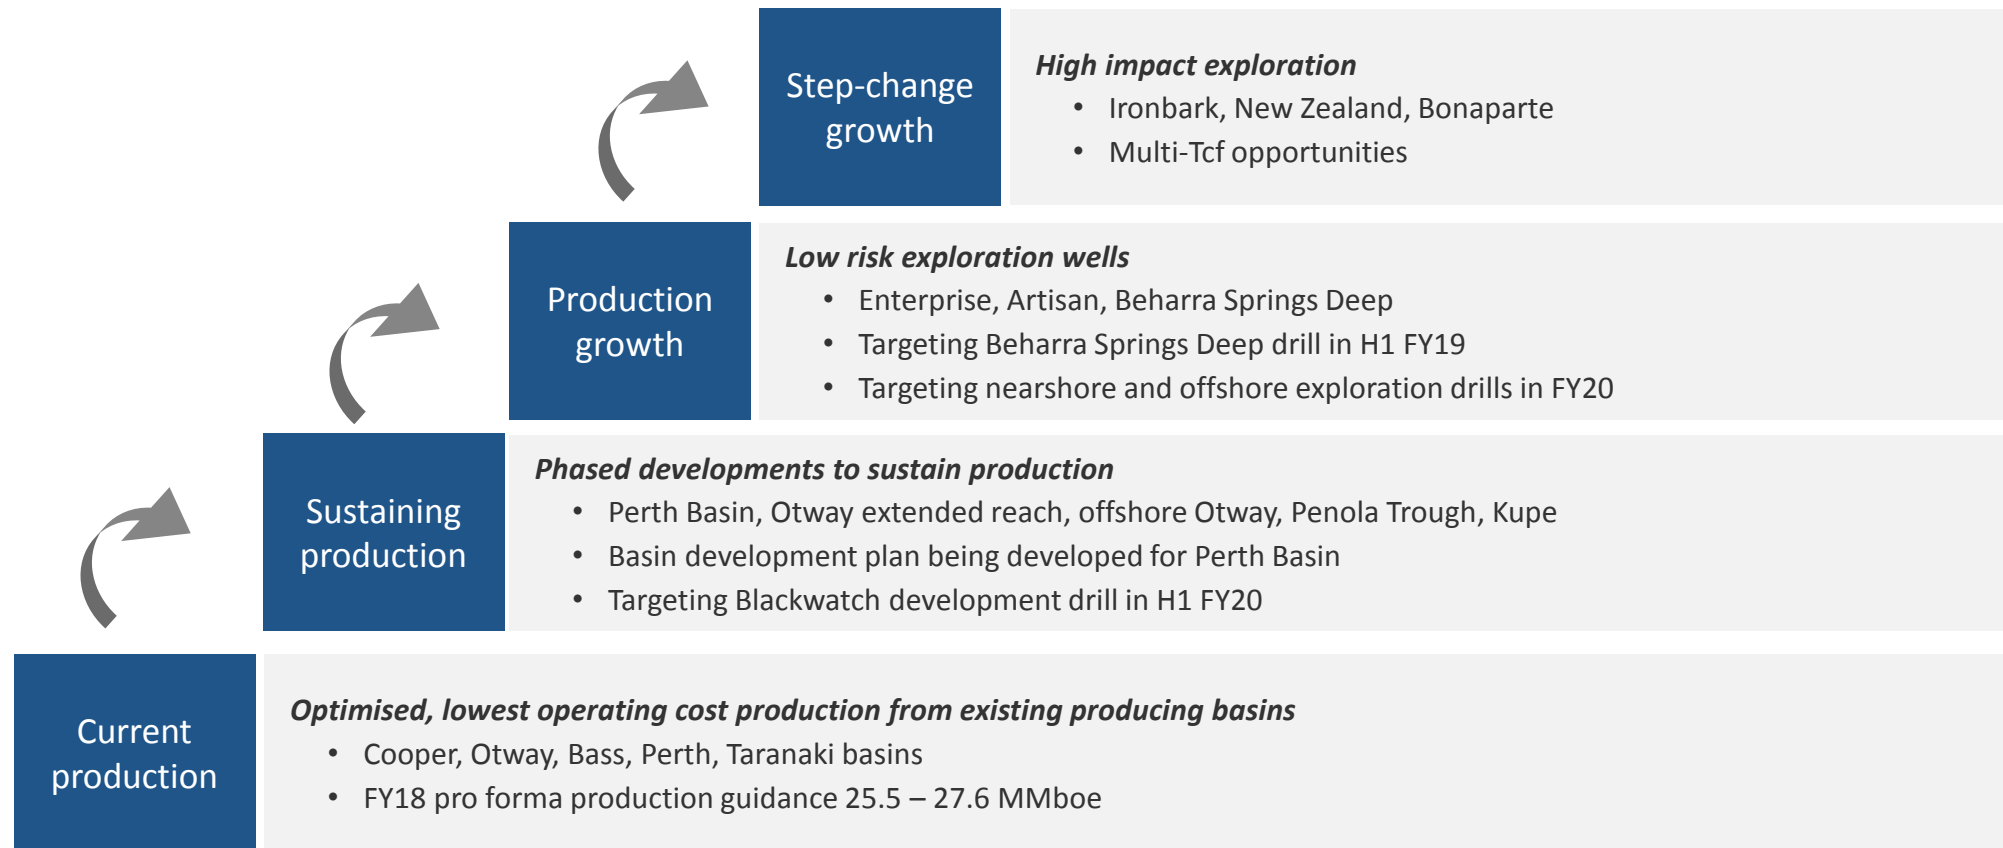 Step-change
growth
High impact exploration
• Ironbark, New Zealand, Bonaparte
• Multi-Tcf opportunities
Production
growth
Low risk exploration wells
• Enterprise, Artisan, Beharra Springs Deep
• Targeting Beharra Springs Deep drill in H1 FY19
• Targeting nearshore and offshore exploration drills in FY20
Sustaining
production
Phased developments to sustain production
• Perth Basin, Otway extended reach, offshore Otway, Penola Trough, Kupe
• Basin development plan being developed for Perth Basin
• Targeting Blackwatch development drill in H1 FY20
Current
production
Optimised, lowest operating cost production from existing producing basins
• Cooper, Otway, Bass, Perth, Taranaki basins
• FY18 pro forma production guidance 25.5 – 27.6 MMboe